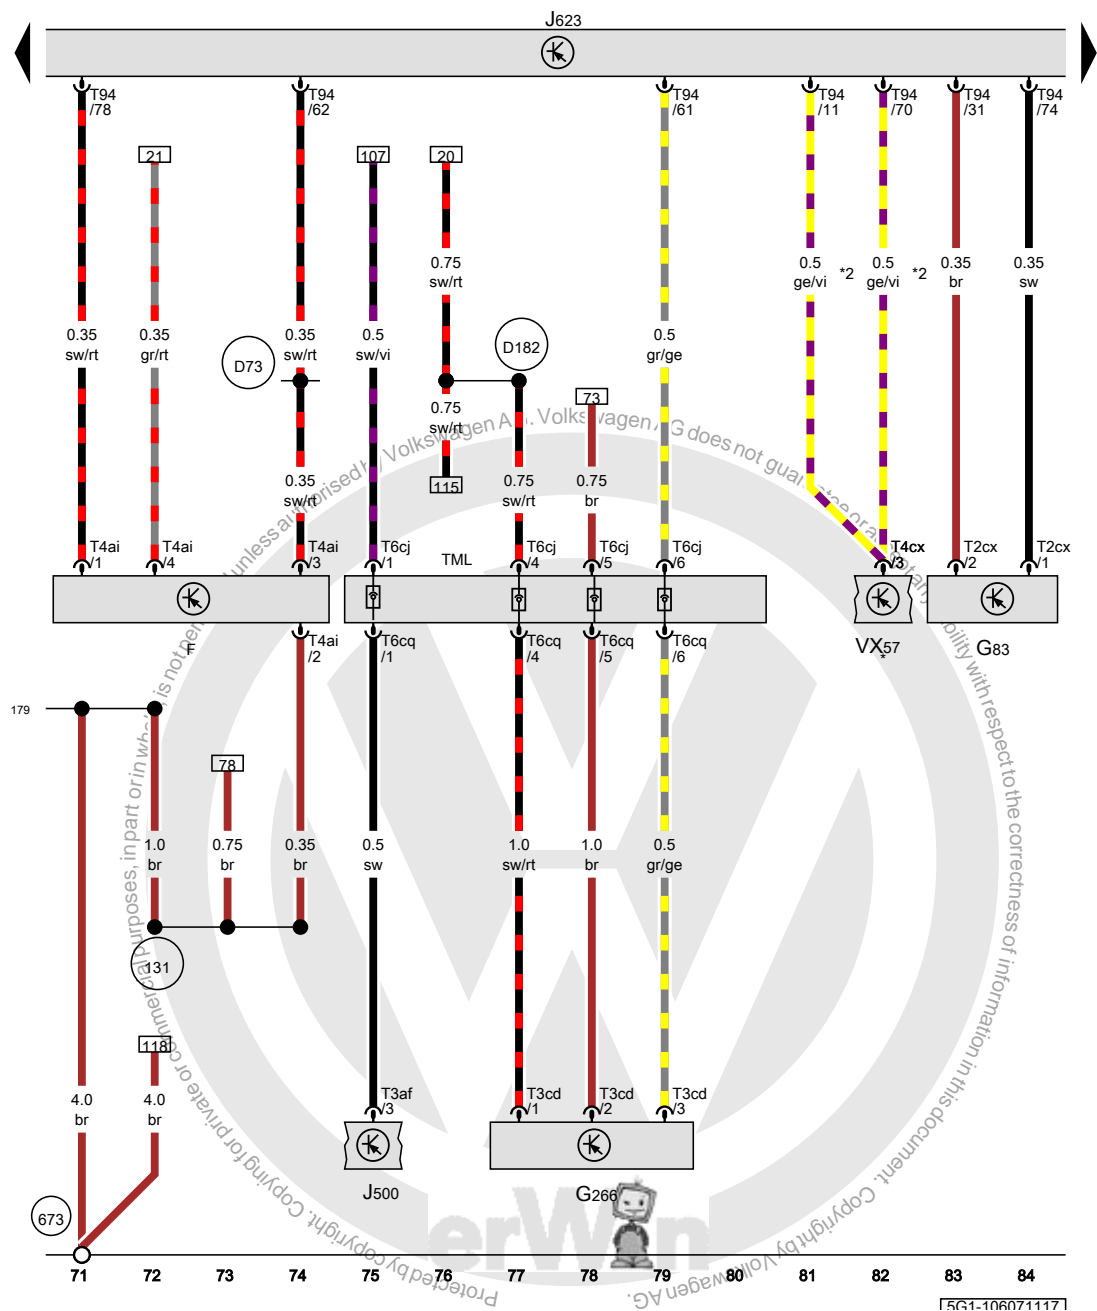 J623
T94 T94 T94 T94 T94 T94 T94
/78 /62 /61 /11 /70 /31 /74
21 107 20
0.75 0.5 0.5 0.35 0.35
sw/rt ge/vi *2 ge/vi *2 br sw
0.35 0.35 0.35 0.5 0.5
sw/rt gr/rt sw/rt sw/vi gr/ge
D73 D182
73
0.75
sw/rt
115
0.35 0.75 0.75
sw/rt sw/rt br
T4ai T4ai T4ai T6cj TML T6cj T6cj T6cj T4cx T2cx T2cx
/1 /4 /3 /1 /4 /5 /6 /3 /2 /1
T4ai T6cq T6cq T6cq T6cq
/2 /1 /4 /5 /6
F VX57 G83
*
179
78
1.0 0.75 0.35 0.5 1.0 1.0 0.5
br br br sw sw/rt br gr/ge
131
118
T3af T3cd T3cd T3cd
/3 /1 /2 /3
4.0 4.0
br br
J500 G266
673
erWin
71 72 73 74 75 76 77 78 79 80 81 82 83 84
5G1-106071117